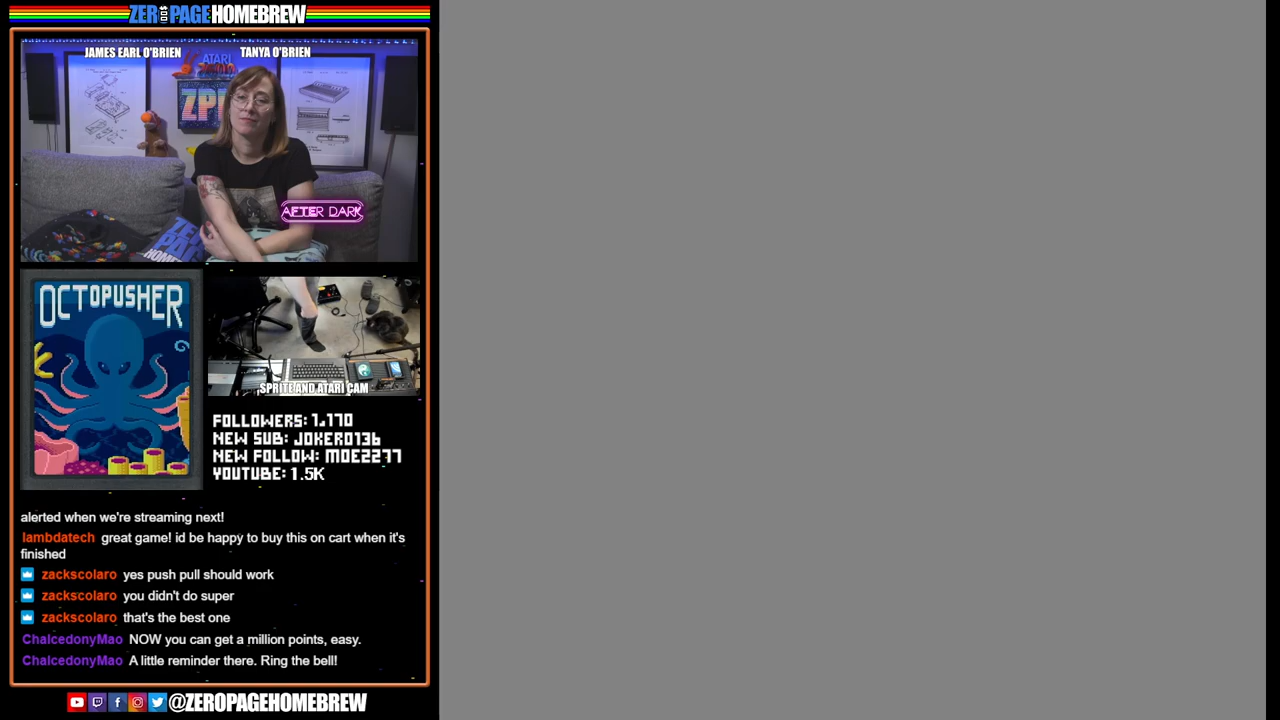 ZEROPAGEHOMEBREW
JAMES EARL O'BRIEN
TANYA O'BRIEN
ATARI
AFTER DARK
OCTOPUSHER
SPRITE AND ATARI CAM
FOLLOWERS: 1,170
NEW SUB: JOKER0136
NEW FOLLOW: MOE2277
YOUTUBE: 1.5K
alerted when we're streaming next!
lambdatech great game! id be happy to buy this on cart when it's
finished
zackscolaro yes push pull should work
zackscolaro you didn't do super
zackscolaro that's the best one
ChalcedonyMao NOW you can get a million points, easy.
ChalcedonyMao A little reminder there. Ring the bell!
@ZEROPAGEHOMEBREW